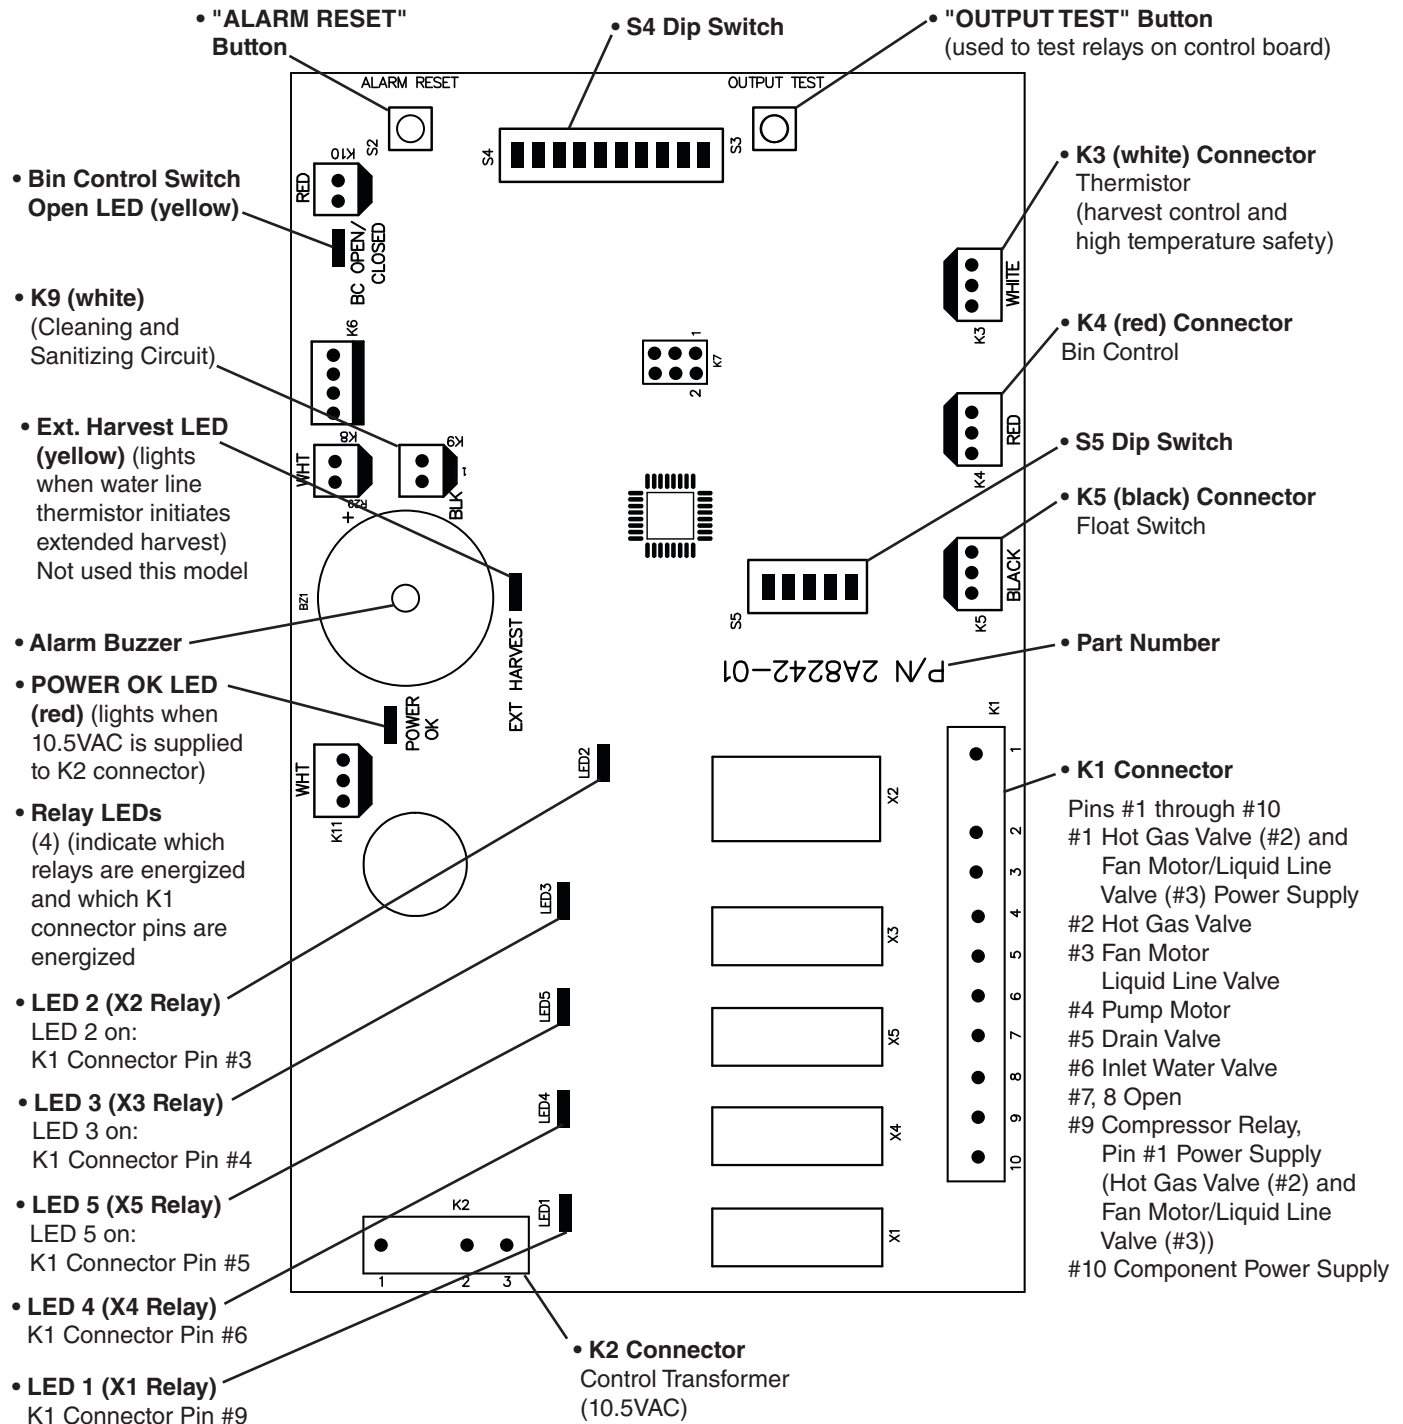 • "ALARM RESET"
Button
• S4 Dip Switch
• "OUTPUT TEST" Button
(used to test relays on control board)
• Bin Control Switch
Open LED (yellow)
• K9 (white)
(Cleaning and
Sanitizing Circuit)
• Ext. Harvest LED
(yellow) (lights
when water line
thermistor initiates
extended harvest)
Not used this model
• Alarm Buzzer
• POWER OK LED
(red) (lights when
10.5VAC is supplied
to K2 connector)
• Relay LEDs
(4) (indicate which
relays are energized
and which K1
connector pins are
energized
• LED 2 (X2 Relay)
LED 2 on:
K1 Connector Pin #3
• LED 3 (X3 Relay)
LED 3 on:
K1 Connector Pin #4
• LED 5 (X5 Relay)
LED 5 on:
K1 Connector Pin #5
• LED 4 (X4 Relay)
K1 Connector Pin #6
• LED 1 (X1 Relay)
K1 Connector Pin #9
ALARM RESET
OUTPUT TEST
S2
S4
S3
K10
RED
BC OPEN/
CLOSED
K6
K8
WHT
R29
+
K9
1
BLK
BZ1
EXT HARVEST
POWER
OK
WHT
K11
1
K7
2
WHITE
K3
RED
K4
BLACK
K5
S5
P/N 2A8242-01
K1
1
2
3
4
5
6
7
8
9
10
LED2
X2
LED3
X3
LED5
X5
LED4
X4
LED1
X1
K2
1
2
3
• K3 (white) Connector
Thermistor
(harvest control and
high temperature safety)
• K4 (red) Connector
Bin Control
• S5 Dip Switch
• K5 (black) Connector
Float Switch
• Part Number
• K1 Connector
Pins #1 through #10
#1 Hot Gas Valve (#2) and
Fan Motor/Liquid Line
Valve (#3) Power Supply
#2 Hot Gas Valve
#3 Fan Motor
Liquid Line Valve
#4 Pump Motor
#5 Drain Valve
#6 Inlet Water Valve
#7, 8 Open
#9 Compressor Relay,
Pin #1 Power Supply
(Hot Gas Valve (#2) and
Fan Motor/Liquid Line
Valve (#3))
#10 Component Power Supply
• K2 Connector
Control Transformer
(10.5VAC)